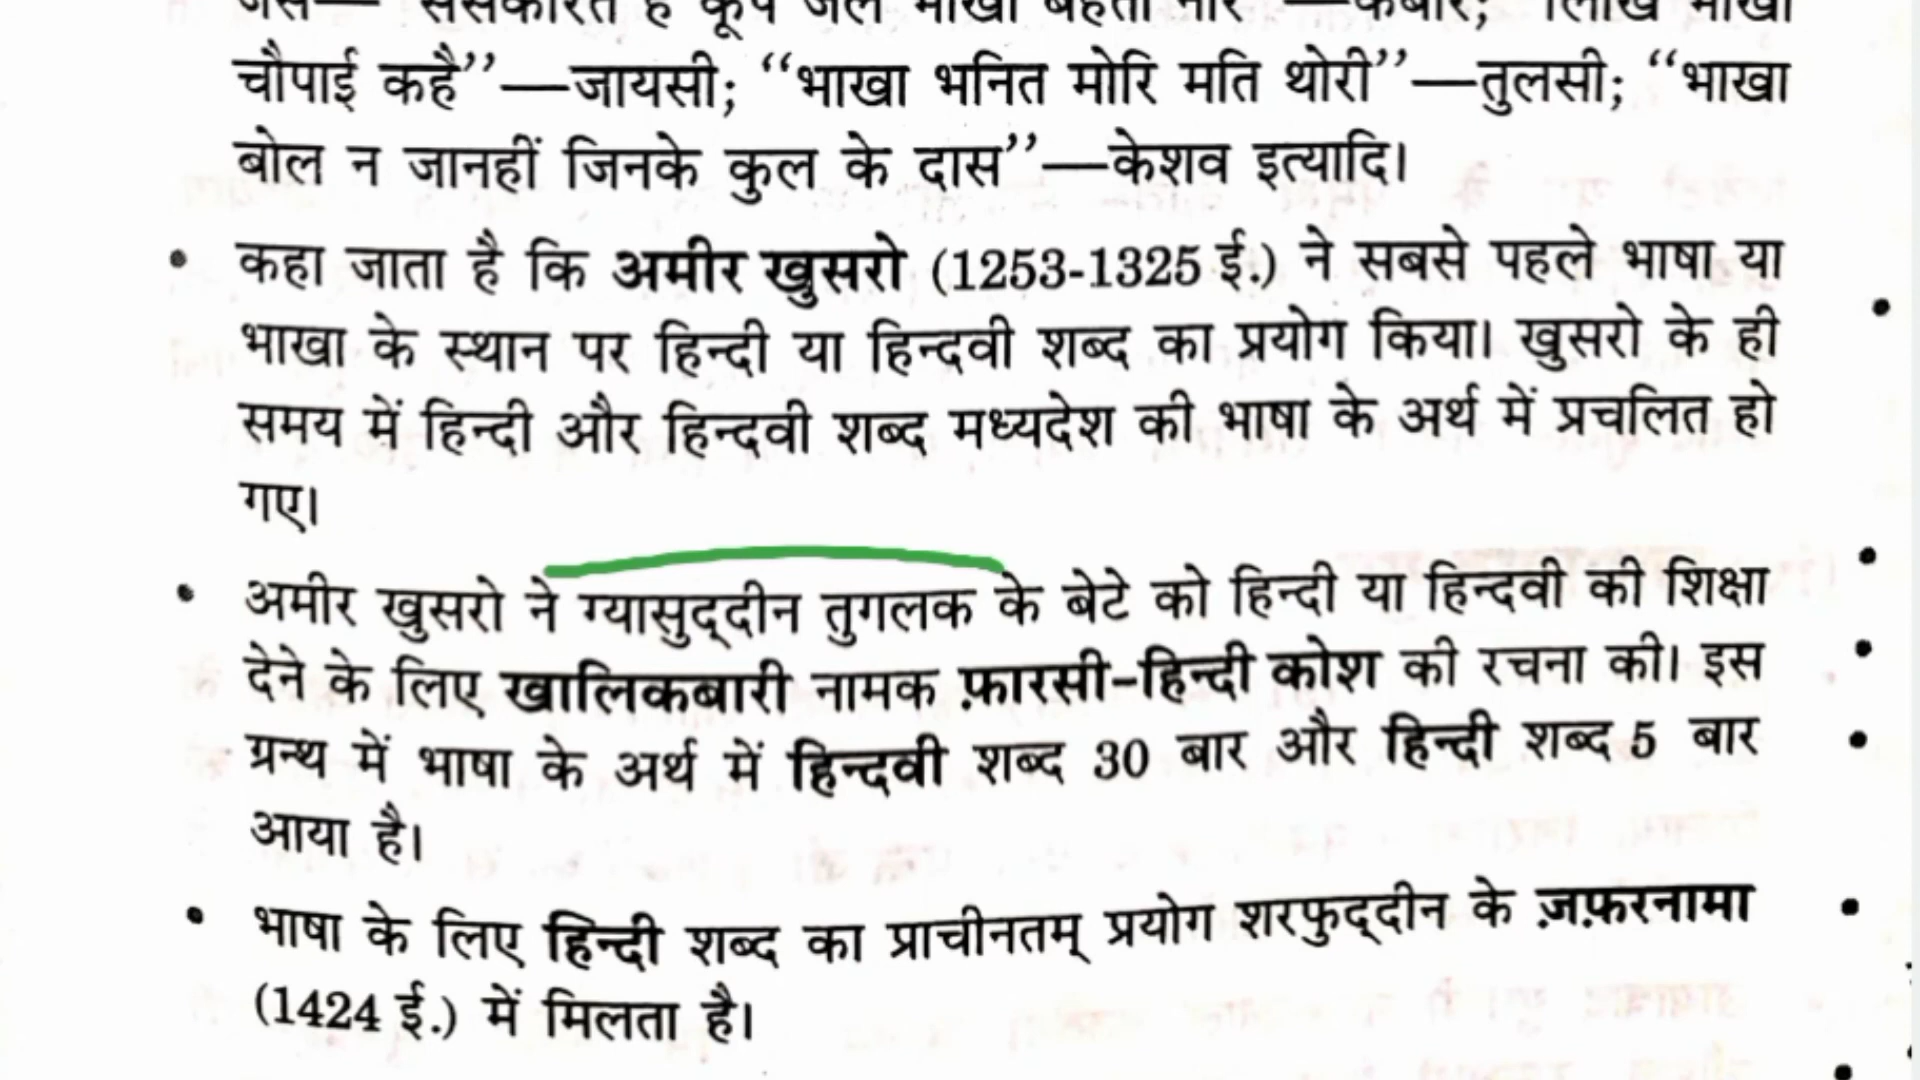 चौपाई कहै’’—जायसी; ‘‘भाखा भनित मोरि मति थोरी’’—तुलसी; ‘‘भाखा
बोल न जानहीं जिनके कुल के दास’’—केशव इत्यादि।
• कहा जाता है कि अमीर खुसरो (1253-1325 ई.) ने सबसे पहले भाषा या
भाखा के स्थान पर हिन्दी या हिन्दवी शब्द का प्रयोग किया। खुसरो के ही
समय में हिन्दी और हिन्दवी शब्द मध्यदेश की भाषा के अर्थ में प्रचलित हो
गए।
• अमीर खुसरो ने ग्यासुद्दीन तुगलक के बेटे को हिन्दी या हिन्दवी की शिक्षा
देने के लिए खालिकबारी नामक फ़ारसी-हिन्दी कोश की रचना की। इस
ग्रन्थ में भाषा के अर्थ में हिन्दवी शब्द 30 बार और हिन्दी शब्द 5 बार
आया है।
• भाषा के लिए हिन्दी शब्द का प्राचीनतम् प्रयोग शरफुद्दीन के ज़फ़रनामा
(1424 ई.) में मिलता है।